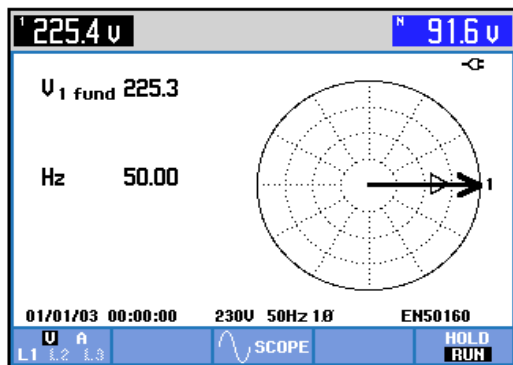 1 225.4 V
N 91.6 V
V1 fund 225.3
Hz 50.00
1
01/01/03 00:00:00 230V 50Hz 1Ø EN50160
V A
L1 L2 L3
SCOPE
HOLD
RUN